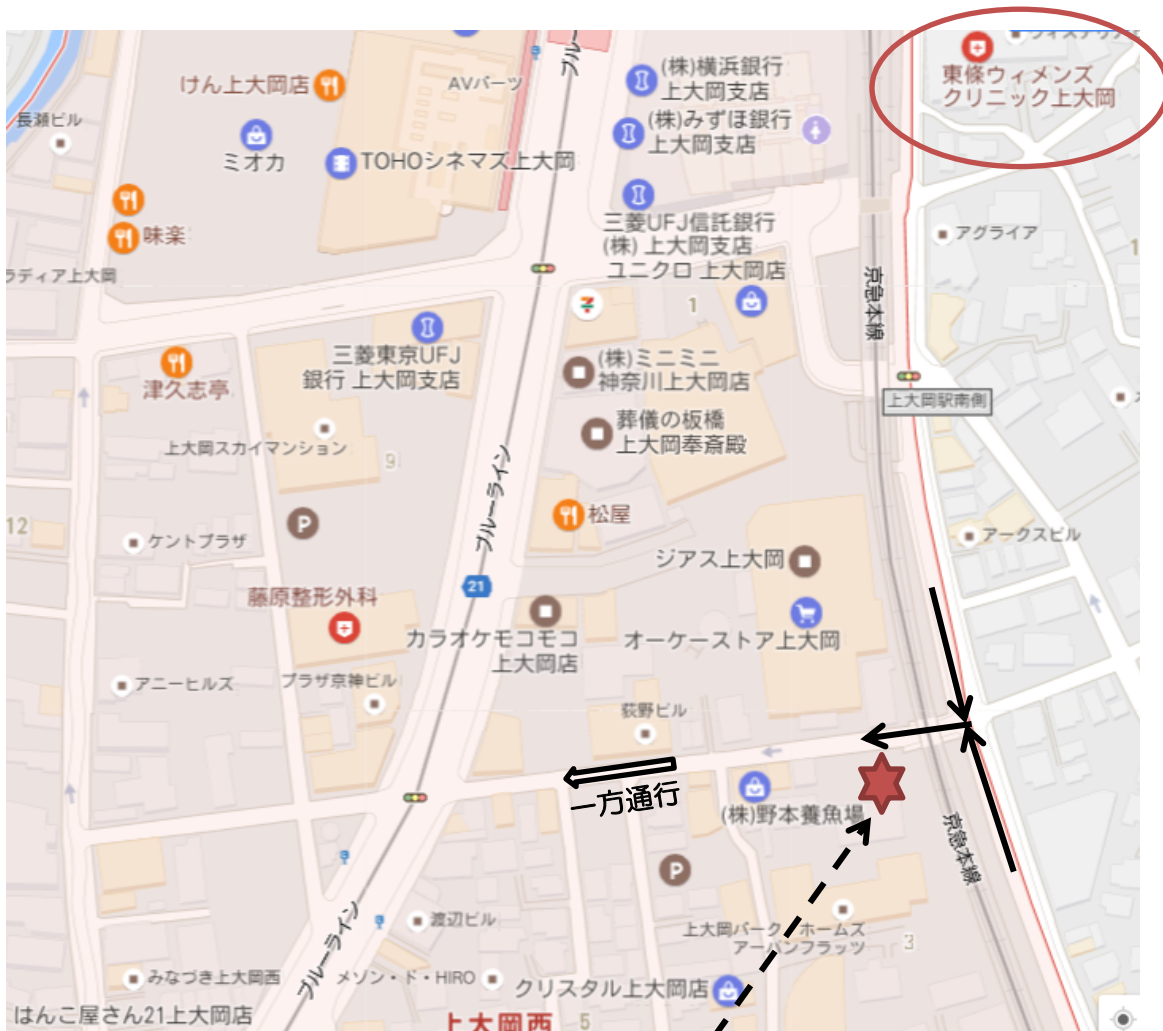 けん上大岡店
AVパーツ
ブルー
(株)横浜銀行
上大岡支店
東條ウィメンズ
クリニック上大岡
長瀬ビル
ミオカ
TOHOシネマズ上大岡
(株)みずほ銀行
上大岡支店
味楽
三菱UFJ信託銀行
(株)上大岡支店
ユニクロ 上大岡店
アグライア
ラディア上大岡
1
京急本線
三菱東京UFJ
銀行 上大岡支店
(株)ミニミニ
神奈川上大岡店
津久志亭
上大岡駅南側
葬儀の板橋
上大岡奉斎殿
上大岡スカイマンション
9
ブルーライン
12
P
松屋
ケントプラザ
アークスビル
ジアス上大岡
21
藤原整形外科
カラオケモコモコ
上大岡店
オーケーストア上大岡
アニーヒルズ
プラザ京神ビル
荻野ビル
一方通行
(株)野本養魚場
京急本線
P
渡辺ビル
上大岡パーク・ホームズ
アーバンフラッツ
3
ブルーライン
みなづき上大岡西
メゾン・ド・HIRO
クリスタル上大岡店
はんこ屋さん21上大岡店
上大岡西
5